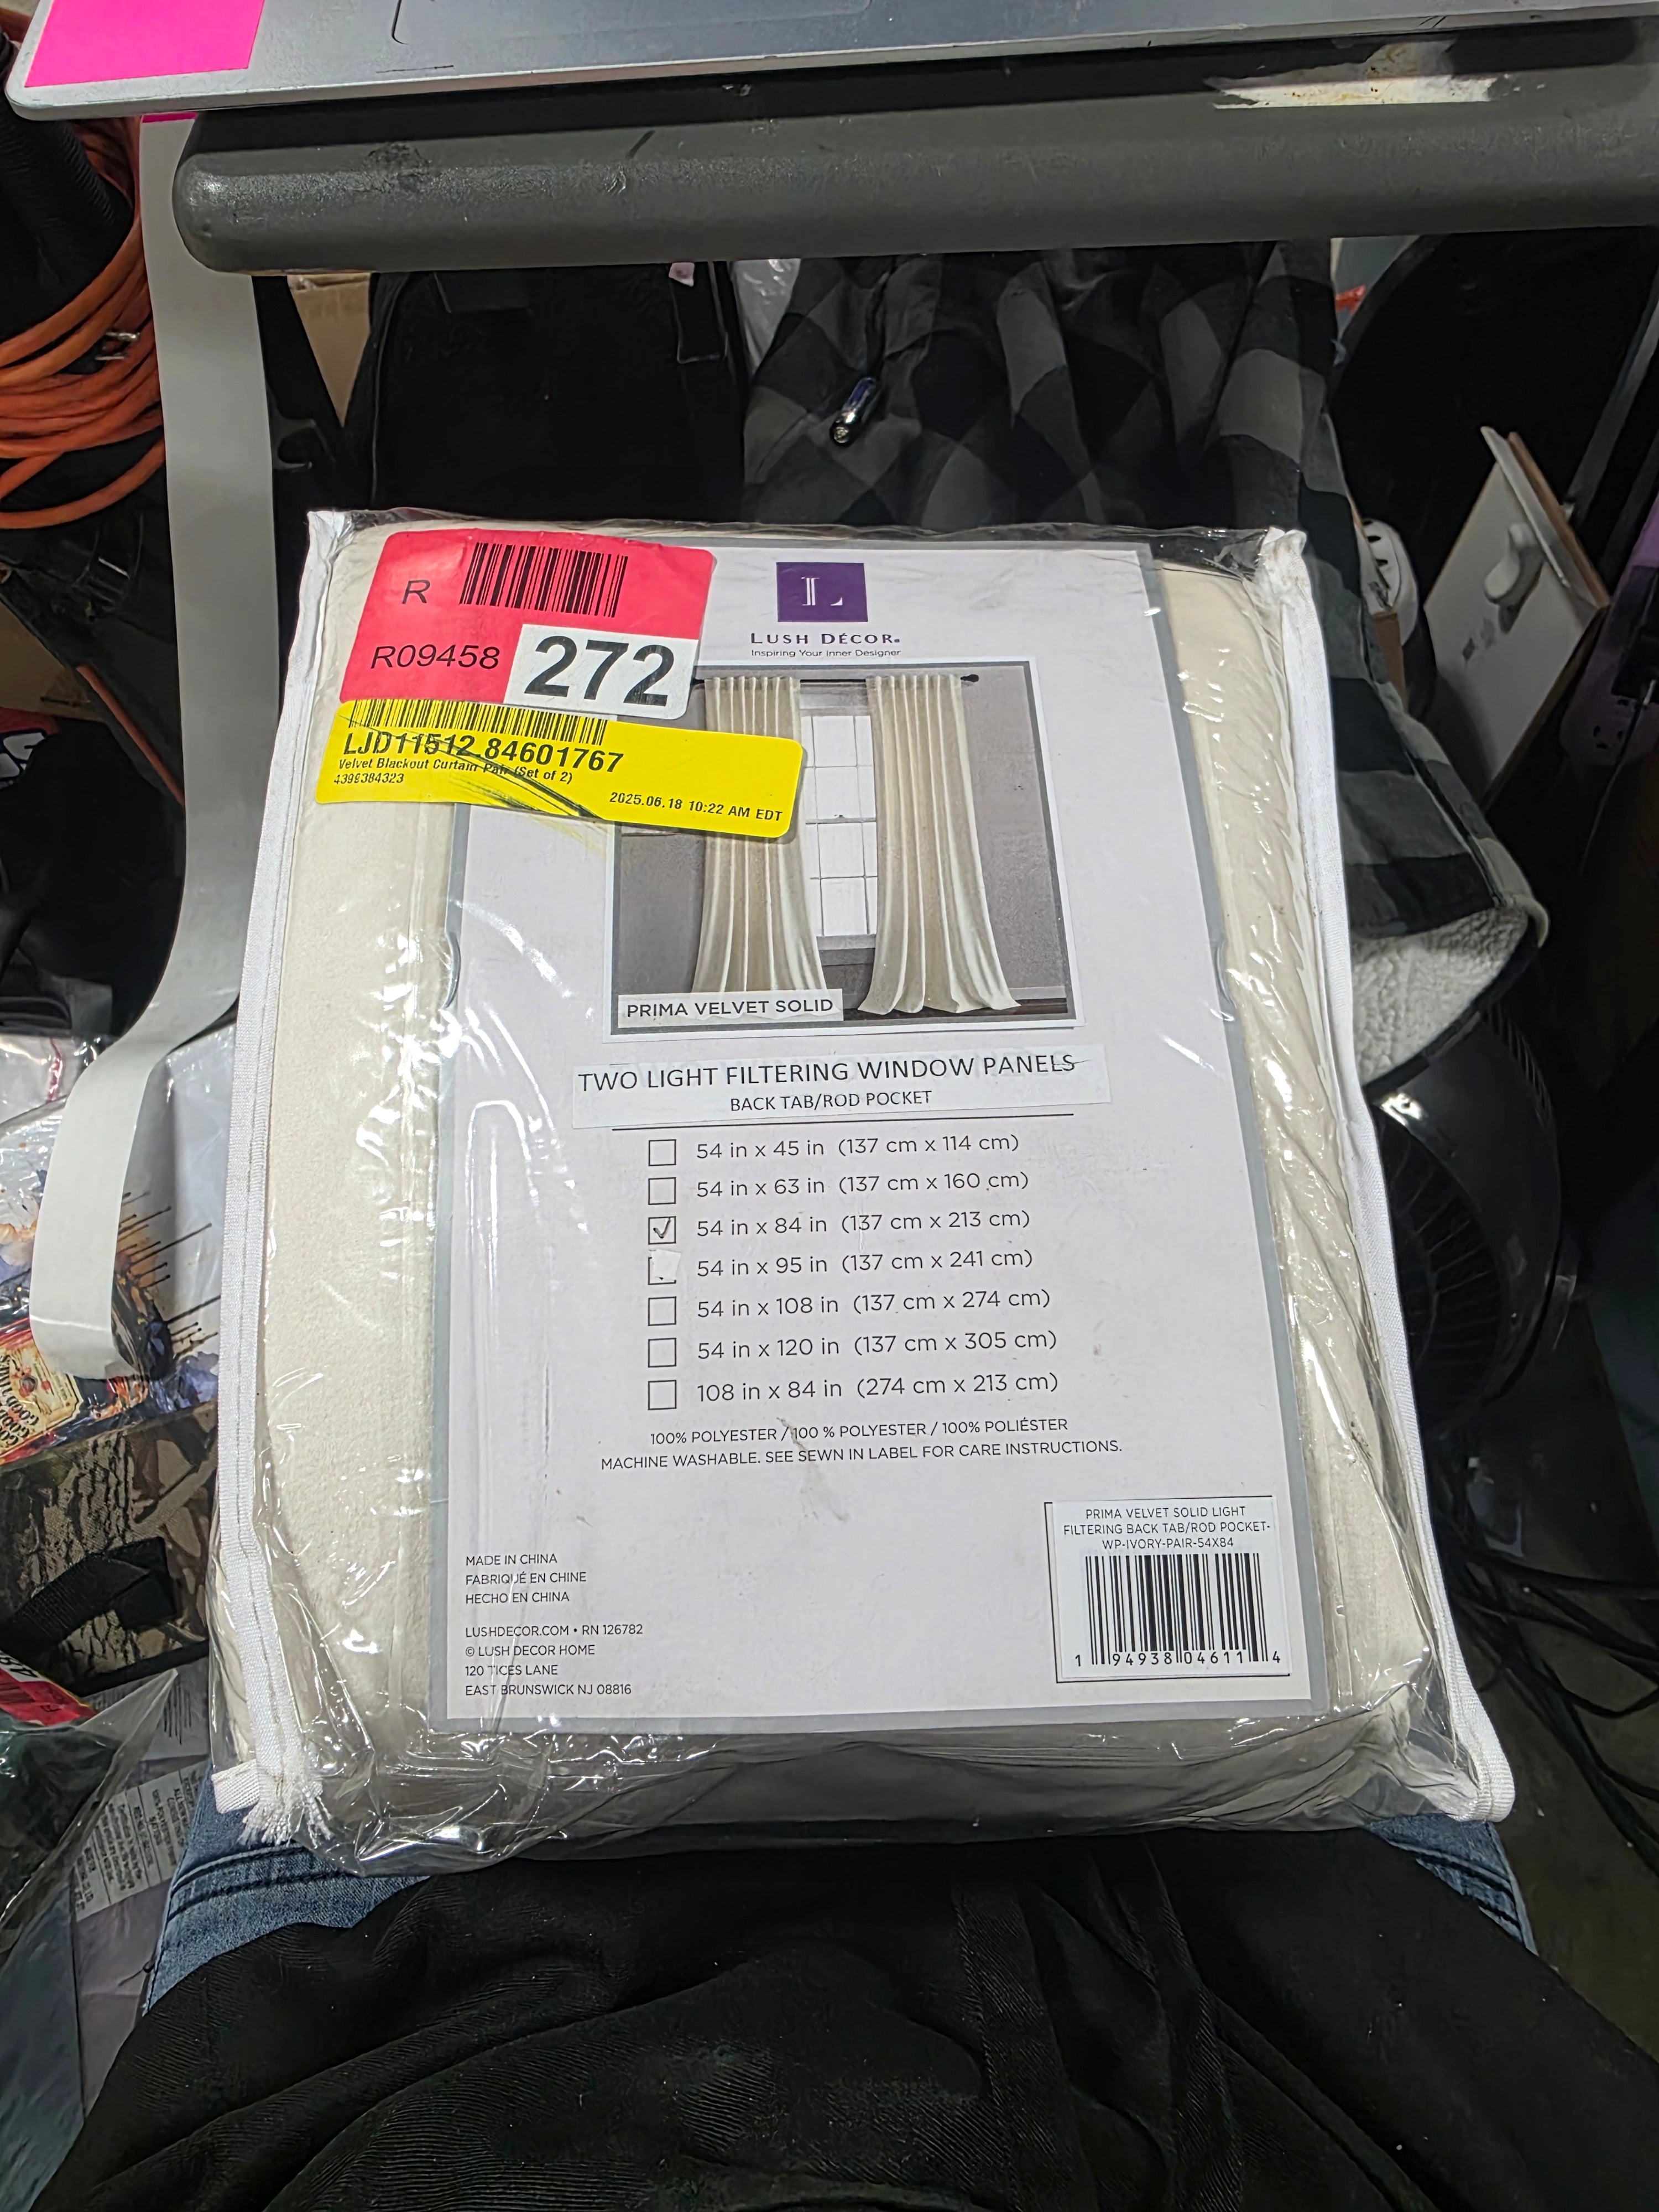 R
R09458
272
LJD11512 84601767
Velvet Blackout Curtain Pair (Set of 2)
4399384323
2025.06.18 10:22 AM EDT
L
LUSH DÉCOR®
Inspiring Your Inner Designer
PRIMA VELVET SOLID
TWO LIGHT FILTERING WINDOW PANELS
BACK TAB/ROD POCKET
54 in x 45 in (137 cm x 114 cm)
54 in x 63 in (137 cm x 160 cm)
54 in x 84 in (137 cm x 213 cm)
54 in x 95 in (137 cm x 241 cm)
54 in x 108 in (137 cm x 274 cm)
54 in x 120 in (137 cm x 305 cm)
108 in x 84 in (274 cm x 213 cm)
100% POLYESTER / 100 % POLYESTER / 100% POLIÉSTER
MACHINE WASHABLE. SEE SEWN IN LABEL FOR CARE INSTRUCTIONS.
MADE IN CHINA
FABRIQUÉ EN CHINE
HECHO EN CHINA
LUSHDECOR.COM • RN 126782
© LUSH DECOR HOME
120 TICES LANE
EAST BRUNSWICK NJ 08816
PRIMA VELVET SOLID LIGHT
FILTERING BACK TAB/ROD POCKET-
WP-IVORY-PAIR-54X84
1 94938 04611 4